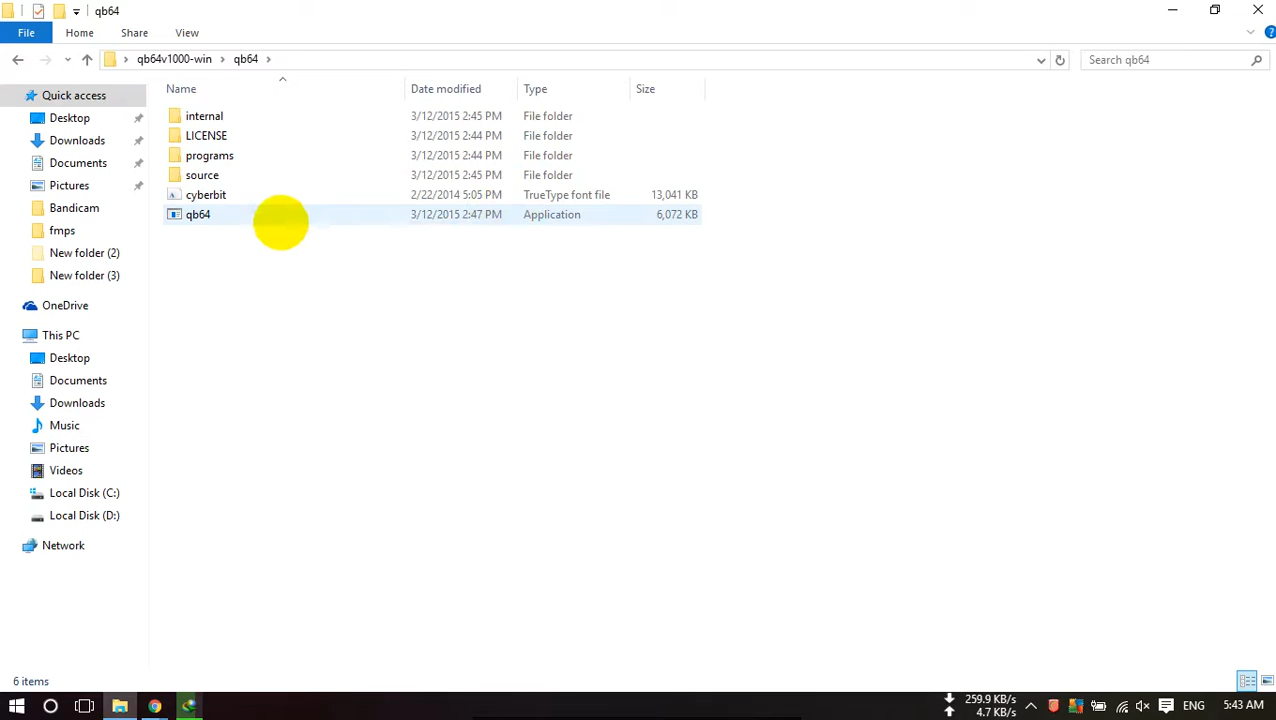 qb64
File Home Share View
qb64v1000-win qb64 Search qb64
Name Date modified Type Size
Quick access
Desktop
Downloads
Documents
Pictures
Bandicam
fmps
New folder (2)
New folder (3)
OneDrive
This PC
Desktop
Documents
Downloads
Music
Pictures
Videos
Local Disk (C:)
Local Disk (D:)
Network
internal 3/12/2015 2:45 PM File folder
LICENSE 3/12/2015 2:44 PM File folder
programs 3/12/2015 2:44 PM File folder
source 3/12/2015 2:45 PM File folder
cyberbit 2/22/2014 5:05 PM TrueType font file 13,041 KB
qb64 3/12/2015 2:47 PM Application 6,072 KB
6 items
259.9 KB/s
4.7 KB/s
ENG 5:43 AM